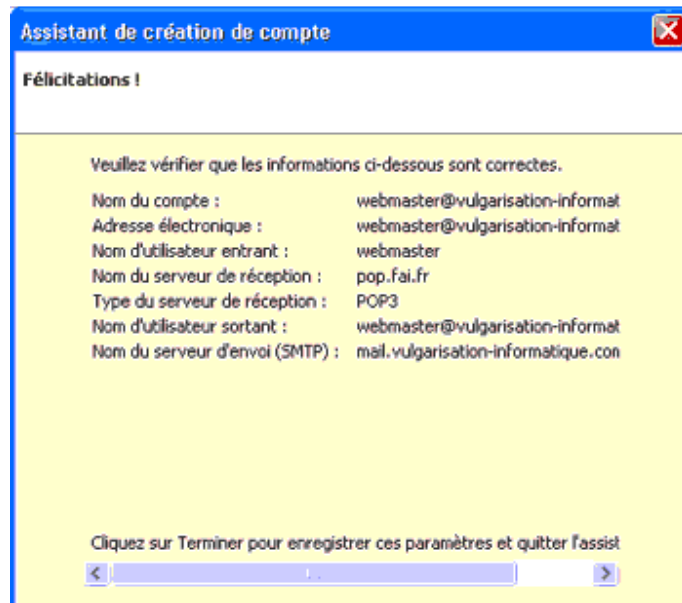 Assistant de création de compte
Félicitations !
Veuillez vérifier que les informations ci-dessous sont correctes.
Nom du compte : webmaster@vulgarisation-informat
Adresse électronique : webmaster@vulgarisation-informat
Nom d'utilisateur entrant : webmaster
Nom du serveur de réception : pop.fai.fr
Type du serveur de réception : POP3
Nom d'utilisateur sortant : webmaster@vulgarisation-informat
Nom du serveur d'envoi (SMTP) : mail.vulgarisation-informatique.con
Cliquez sur Terminer pour enregistrer ces paramètres et quitter l'assist